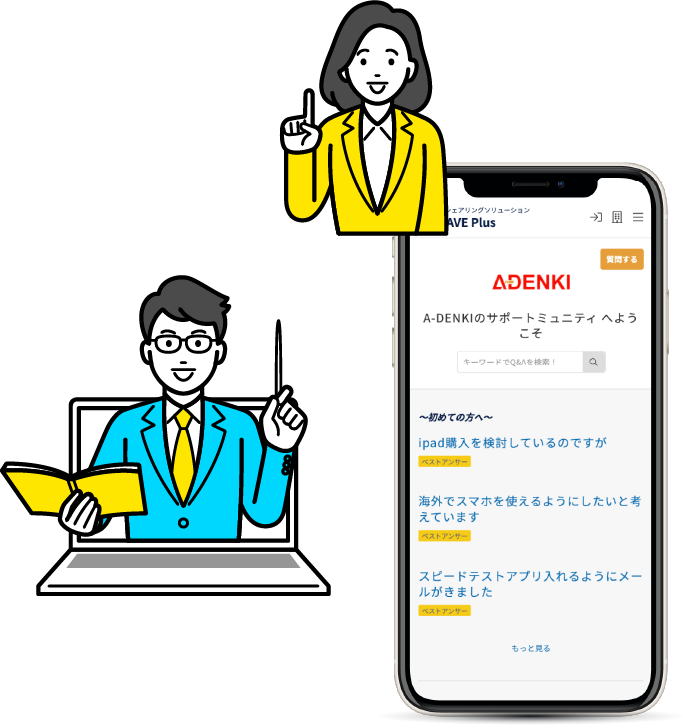 シェアリングソリューション
AVE Plus
質問する
A-DENKI
A-DENKIのサポートミュニティ へよう
こそ
キーワードでQ&Aを検索！
〜初めての方へ〜
ipad購入を検討しているのですが
ベストアンサー
海外でスマホを使えるようにしたいと考
えています
ベストアンサー
スピードテストアプリ入れるようにメー
ルがきました
ベストアンサー
もっと見る